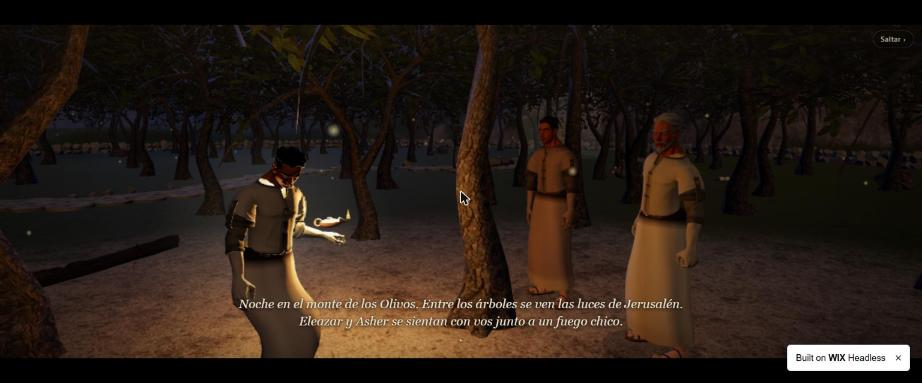 Saltar ›
Noche en el monte de los Olivos. Entre los árboles se ven las luces de Jerusalén.
Eleazar y Asher se sientan con vos junto a un fuego chico.
Built on WIX Headless ×